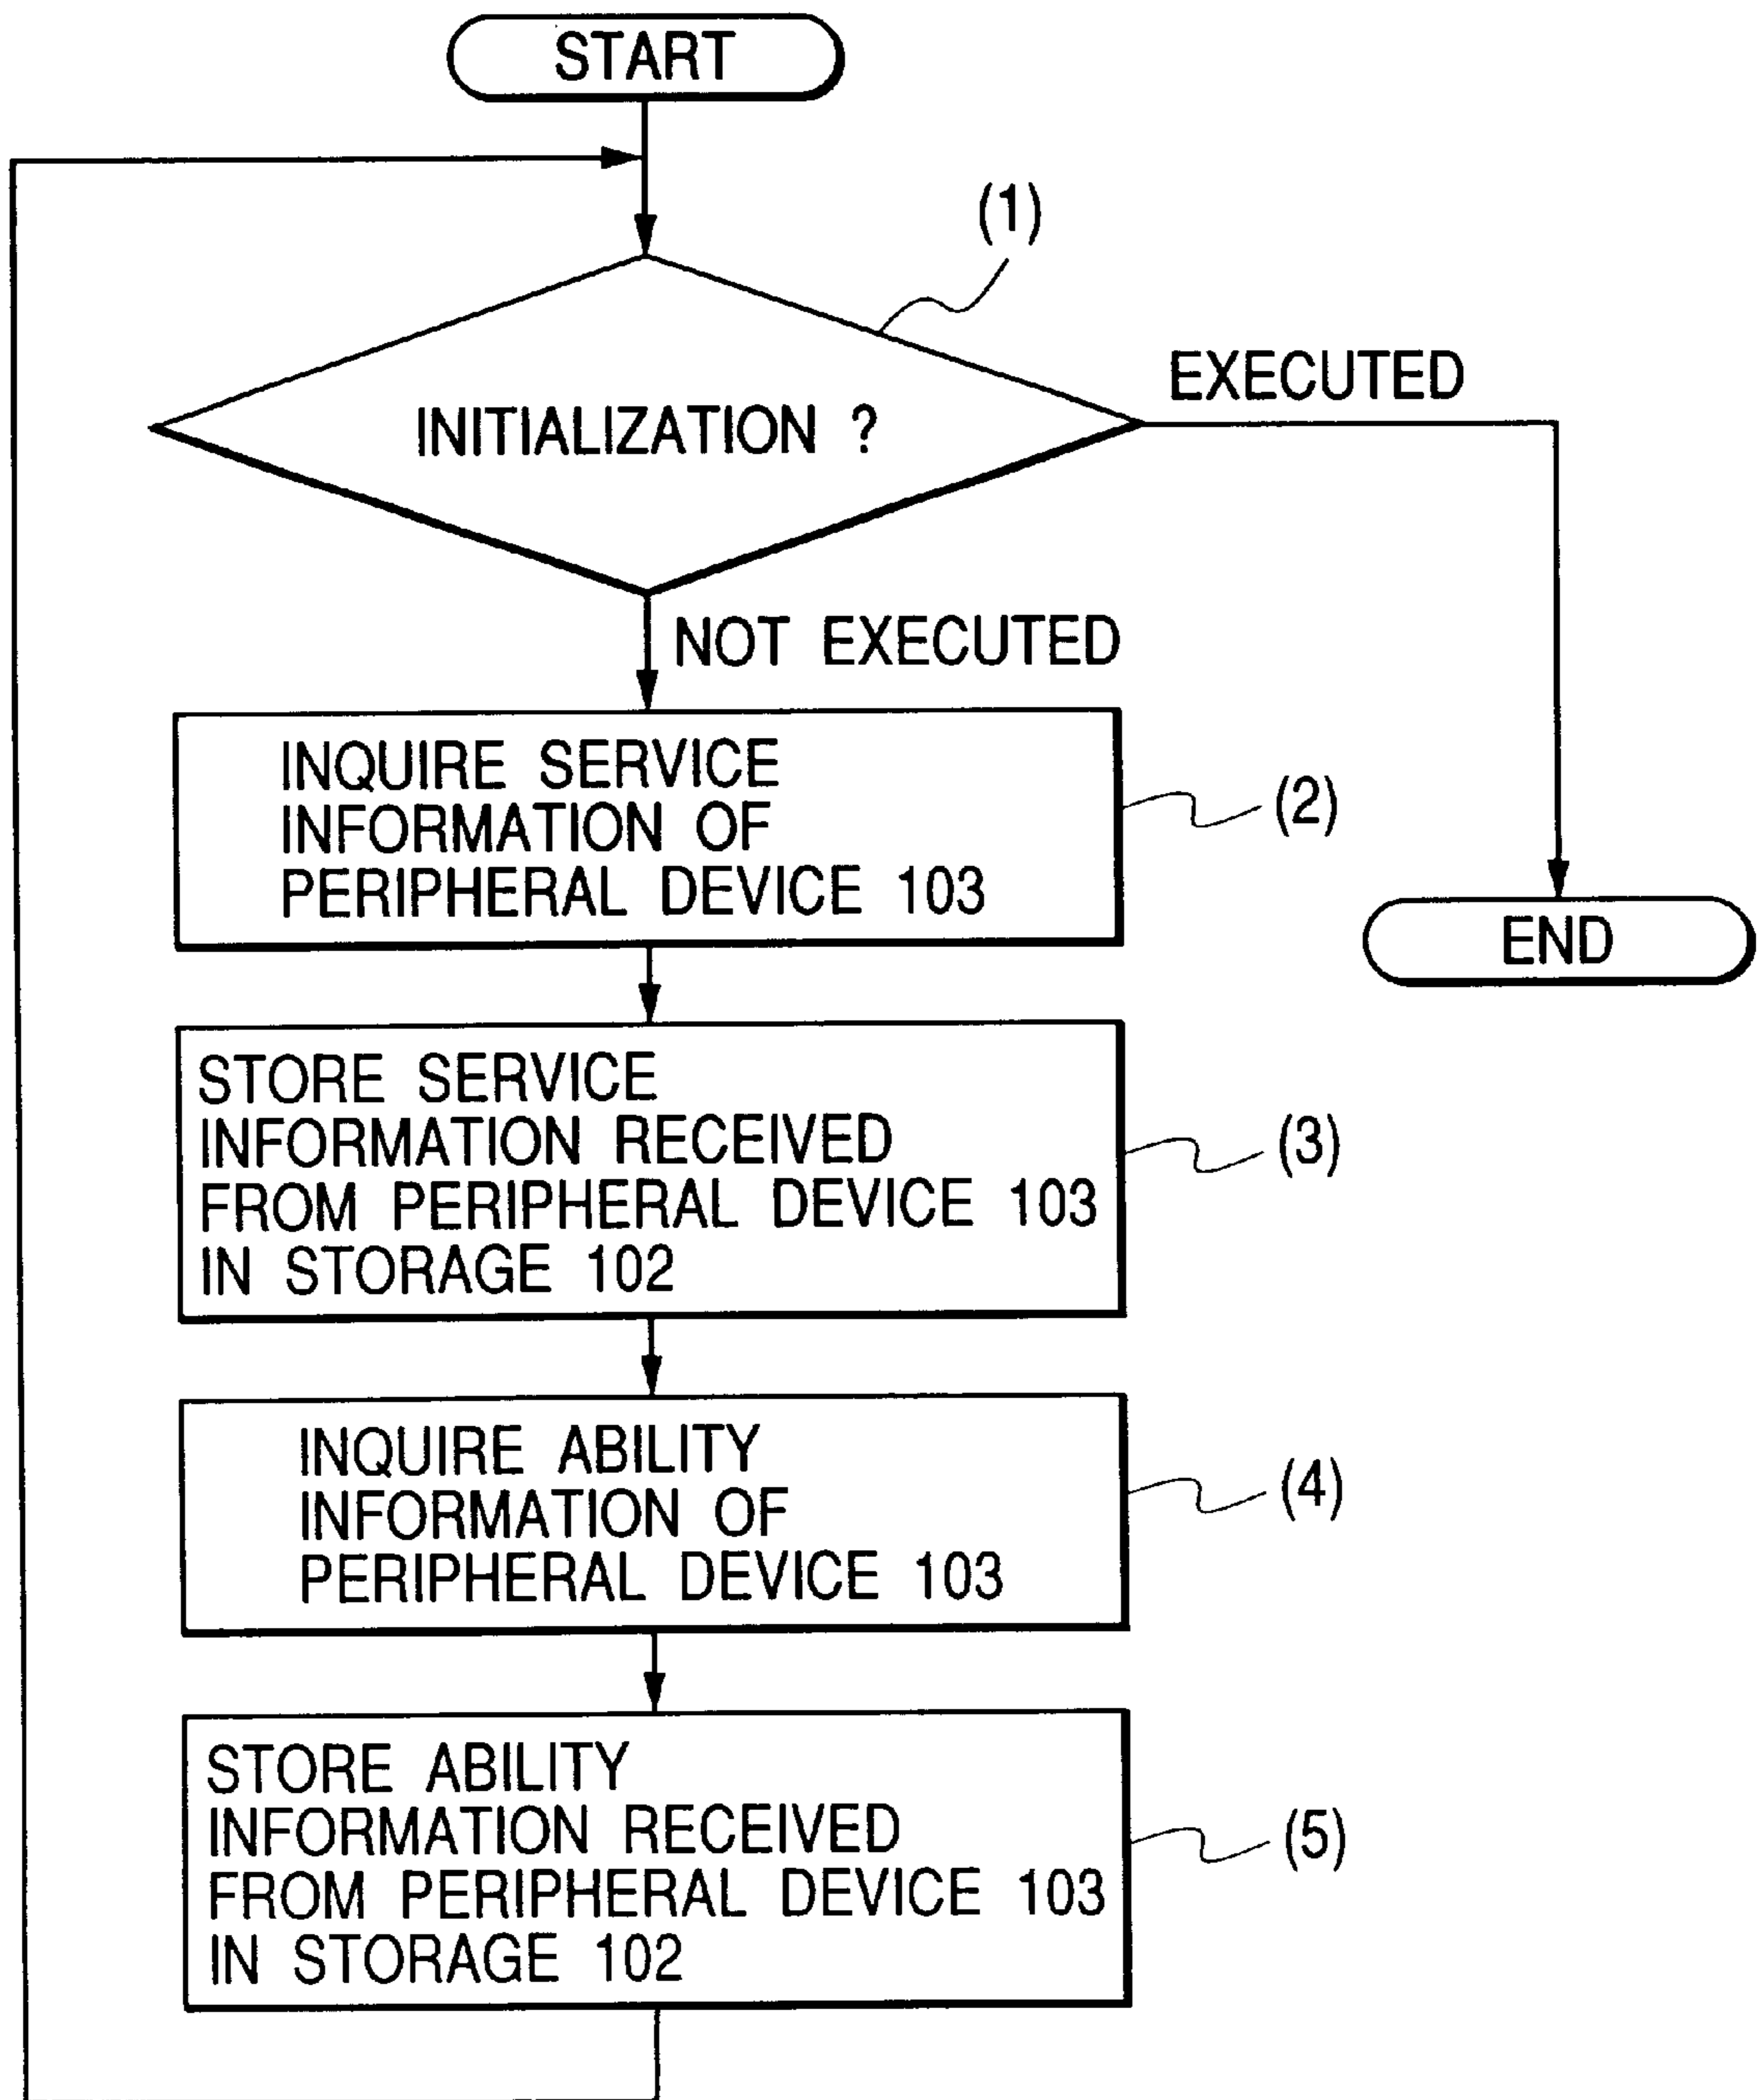 START
(1)
EXECUTED
INITIALIZATION ?
NOT EXECUTED
INQUIRE SERVICE
INFORMATION OF
PERIPHERAL DEVICE 103
(2)
END
STORE SERVICE
INFORMATION RECEIVED
FROM PERIPHERAL DEVICE 103
IN STORAGE 102
(3)
INQUIRE ABILITY
INFORMATION OF
PERIPHERAL DEVICE 103
(4)
STORE ABILITY
INFORMATION RECEIVED
FROM PERIPHERAL DEVICE 103
IN STORAGE 102
(5)